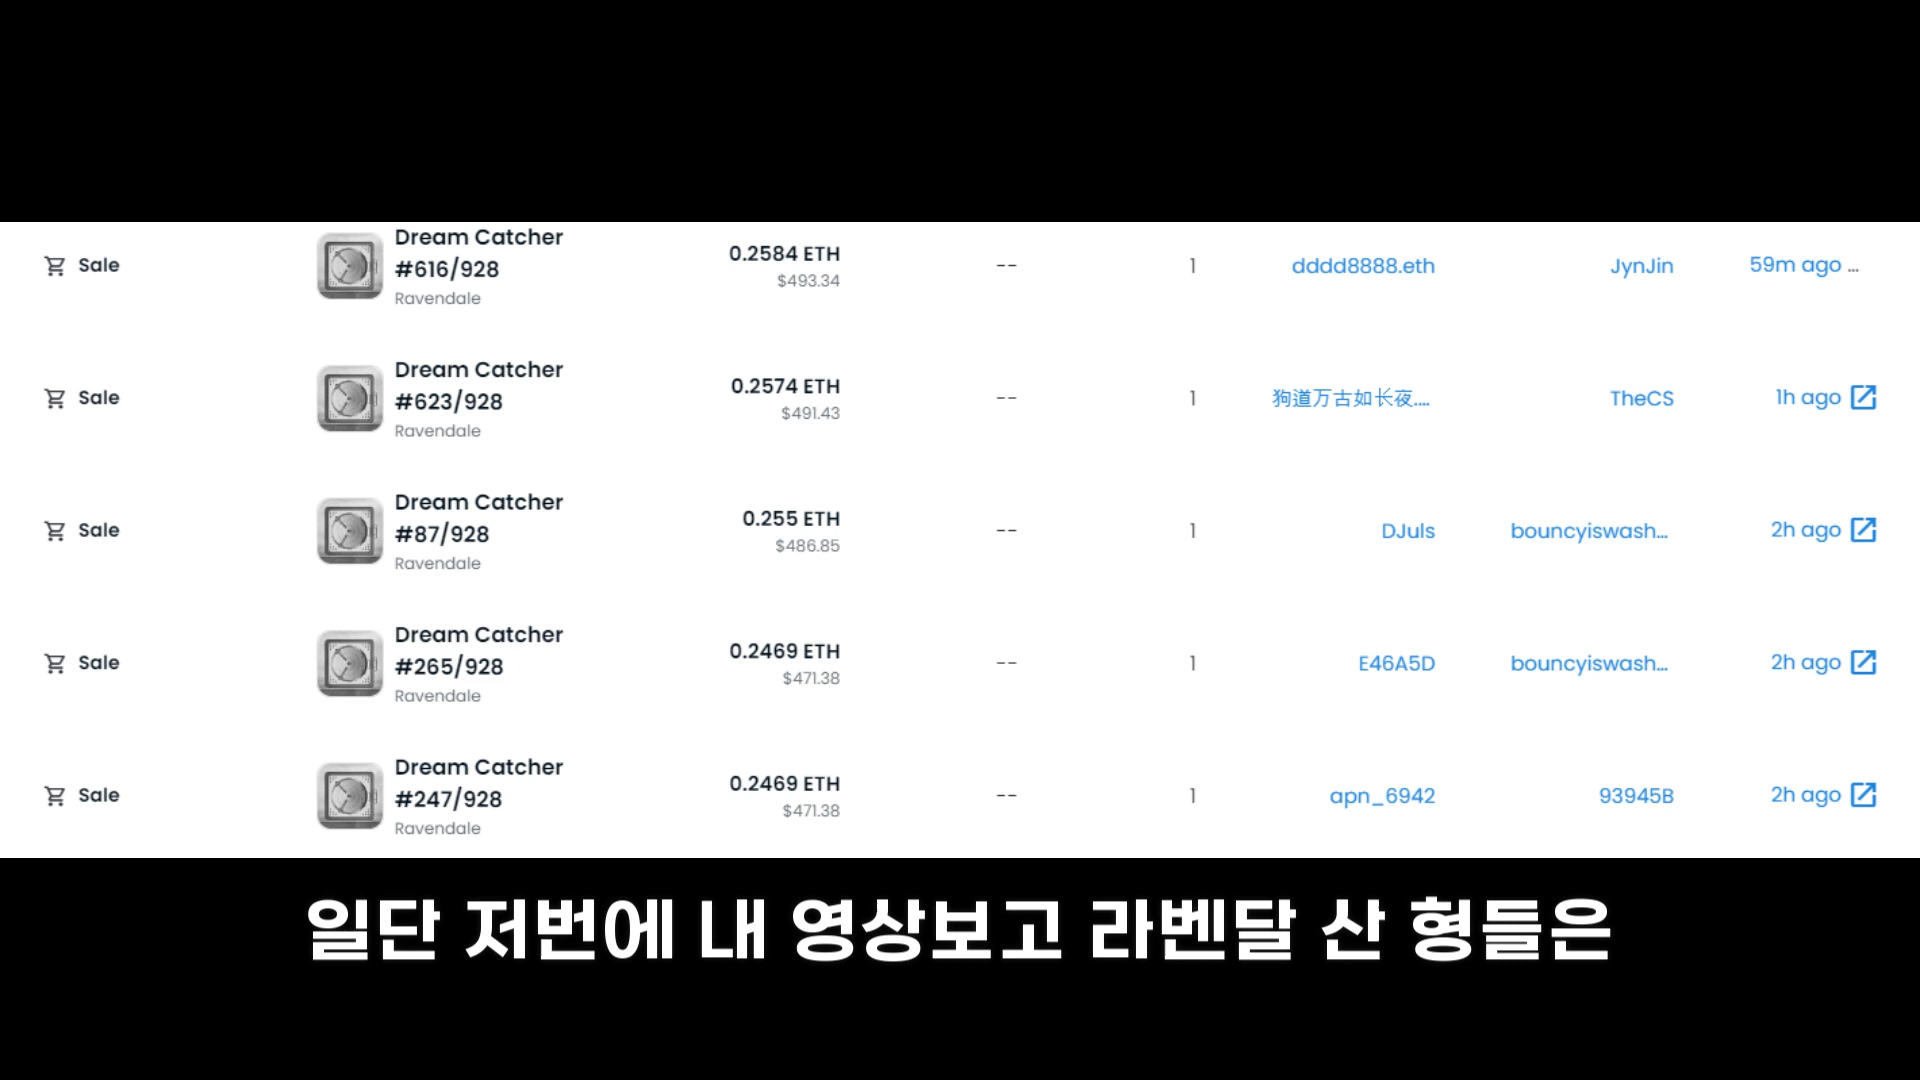 Sale
Dream Catcher
#616/928
Ravendale
0.2584 ETH
$493.34
--
1
dddd8888.eth
JynJin
59m ago ...
Sale
Dream Catcher
#623/928
Ravendale
0.2574 ETH
$491.43
--
1
狗道万古如长夜....
TheCS
1h ago
Sale
Dream Catcher
#87/928
Ravendale
0.255 ETH
$486.85
--
1
DJuls
bouncyiswash...
2h ago
Sale
Dream Catcher
#265/928
Ravendale
0.2469 ETH
$471.38
--
1
E46A5D
bouncyiswash...
2h ago
Sale
Dream Catcher
#247/928
Ravendale
0.2469 ETH
$471.38
--
1
apn_6942
93945B
2h ago
일단 저번에 내 영상보고 라벤달 산 형들은